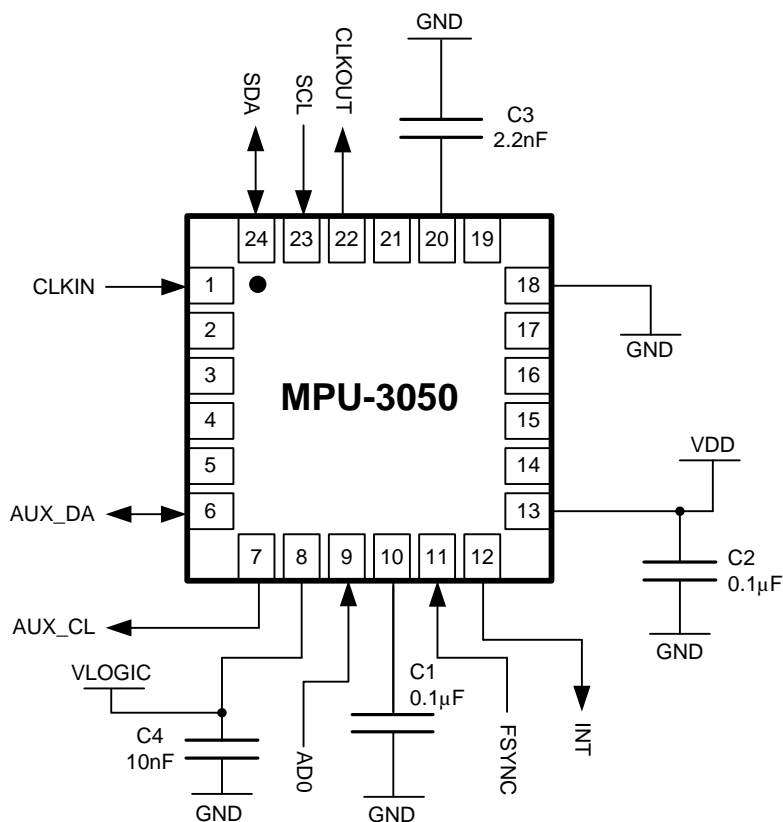 GND
SDA
SCL
CLKOUT
C3
2.2nF
24 23 22 21 20 19
CLKIN
1
2
3
4
5
6
18
17
16
15
14
13
GND
MPU-3050
VDD
AUX_DA
7 8 9 10 11 12
C2
0.1µF
GND
AUX_CL
VLOGIC
C4
10nF
GND
AD0
C1
0.1µF
GND
FSYNC
INT